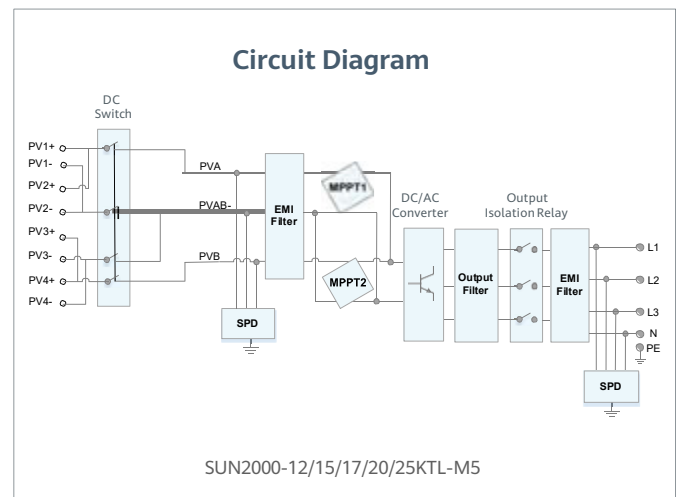 Circuit Diagram
DC
Switch
PV1+
PV1-
PV2+
PV2-
PV3+
PV3-
PV4+
PV4-
PVA
PVAB-
PVB
EMI
Filter
SPD
MPPT1
MPPT2
DC/AC
Converter
Output
Filter
Output
Isolation Relay
EMI
Filter
L1
L2
L3
N
PE
SPD
SUN2000-12/15/17/20/25KTL-M5